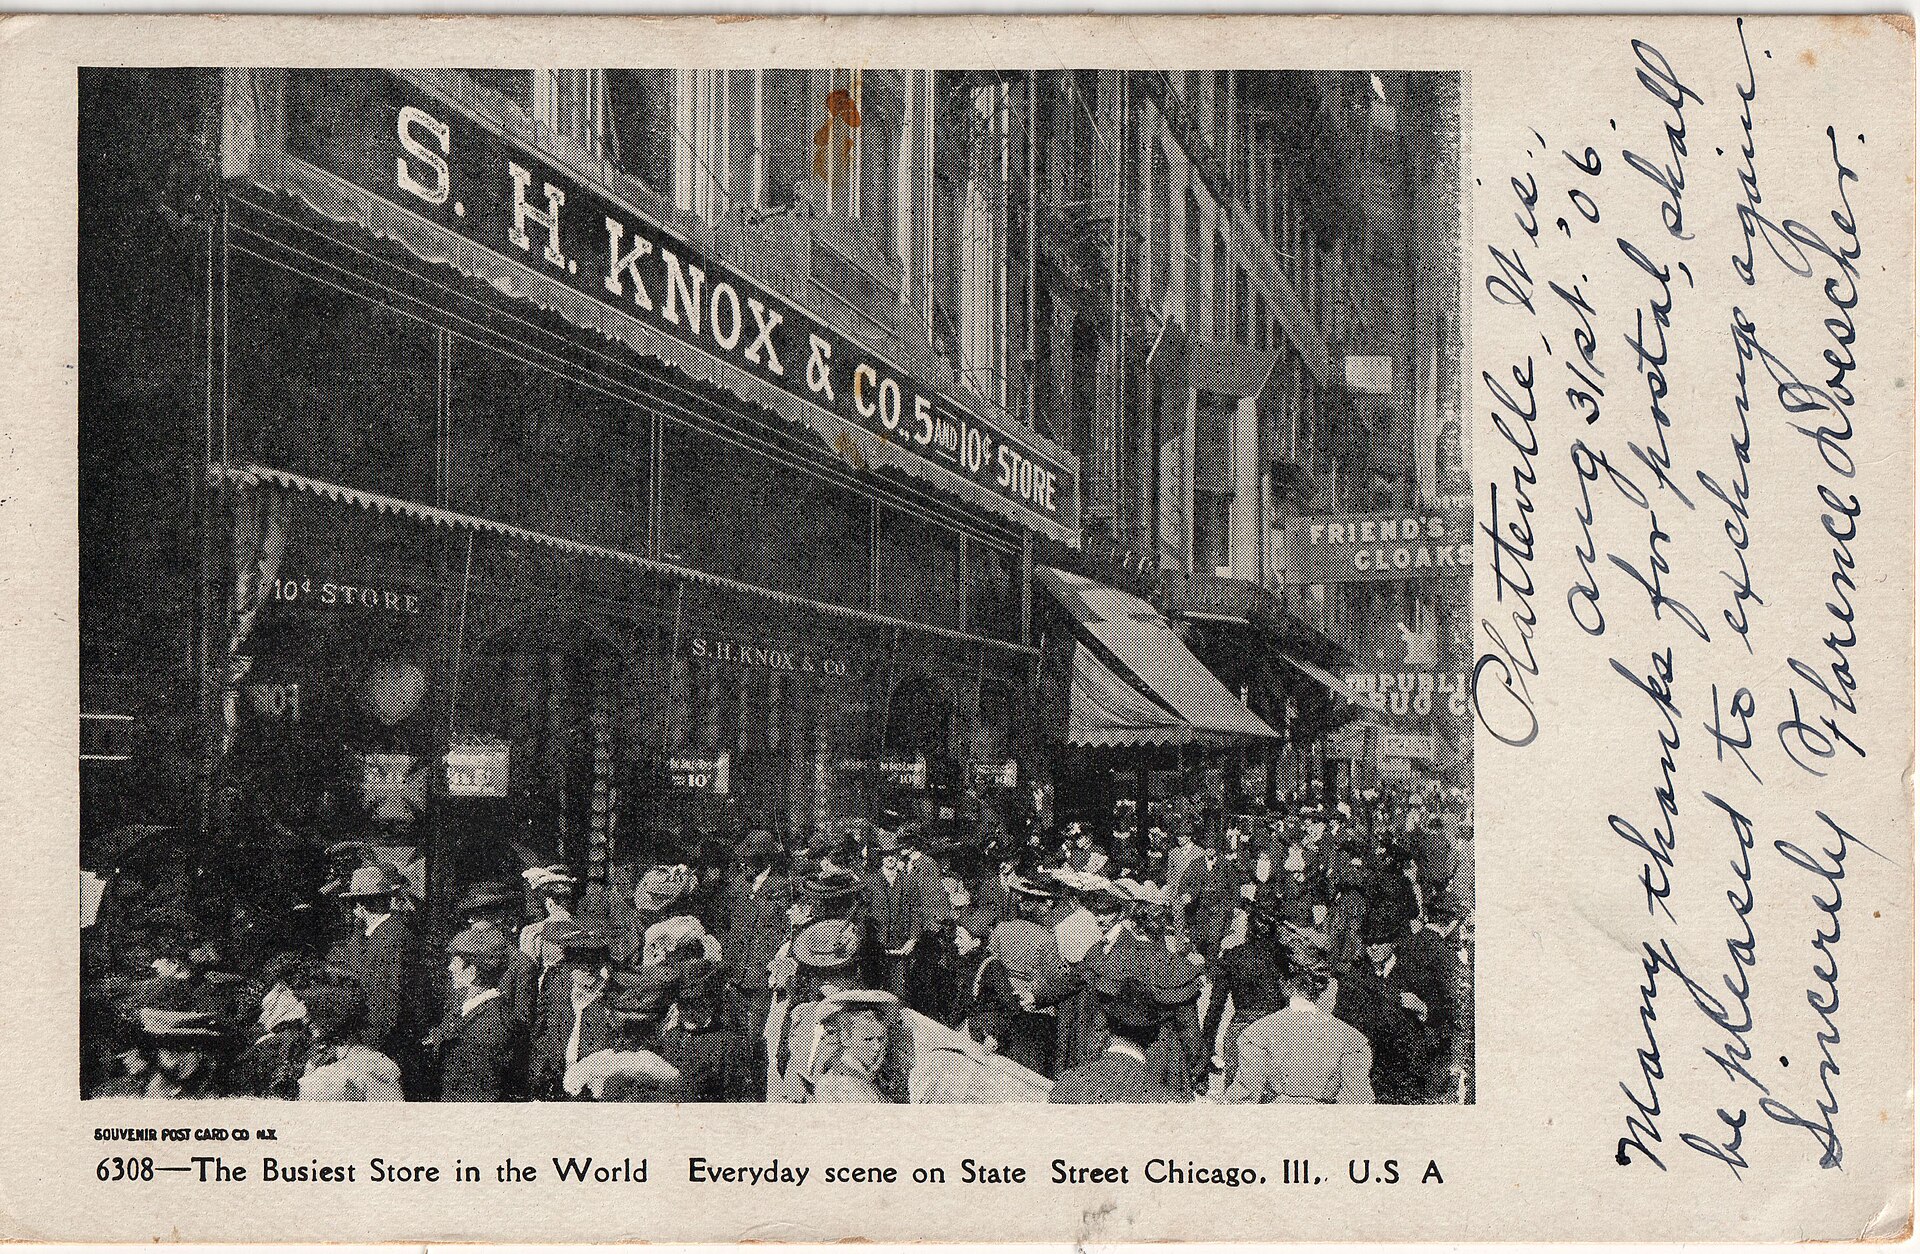 S. H. KNOX & CO., 5 AND 10¢ STORE
FRIEND'S
CLOAKS
10¢ STORE
S.H.KNOX & CO.
10¢
10¢
SOUVENIR POST CARD CO N.Y.
6308—The Busiest Store in the World Everyday scene on State Street Chicago. Ill,. U.S A
Platteville, Wis.,
Aug 31st. '06.
Many thanks for postal, shall
be pleased to exchange again.
Sincerely Florence Doescher.